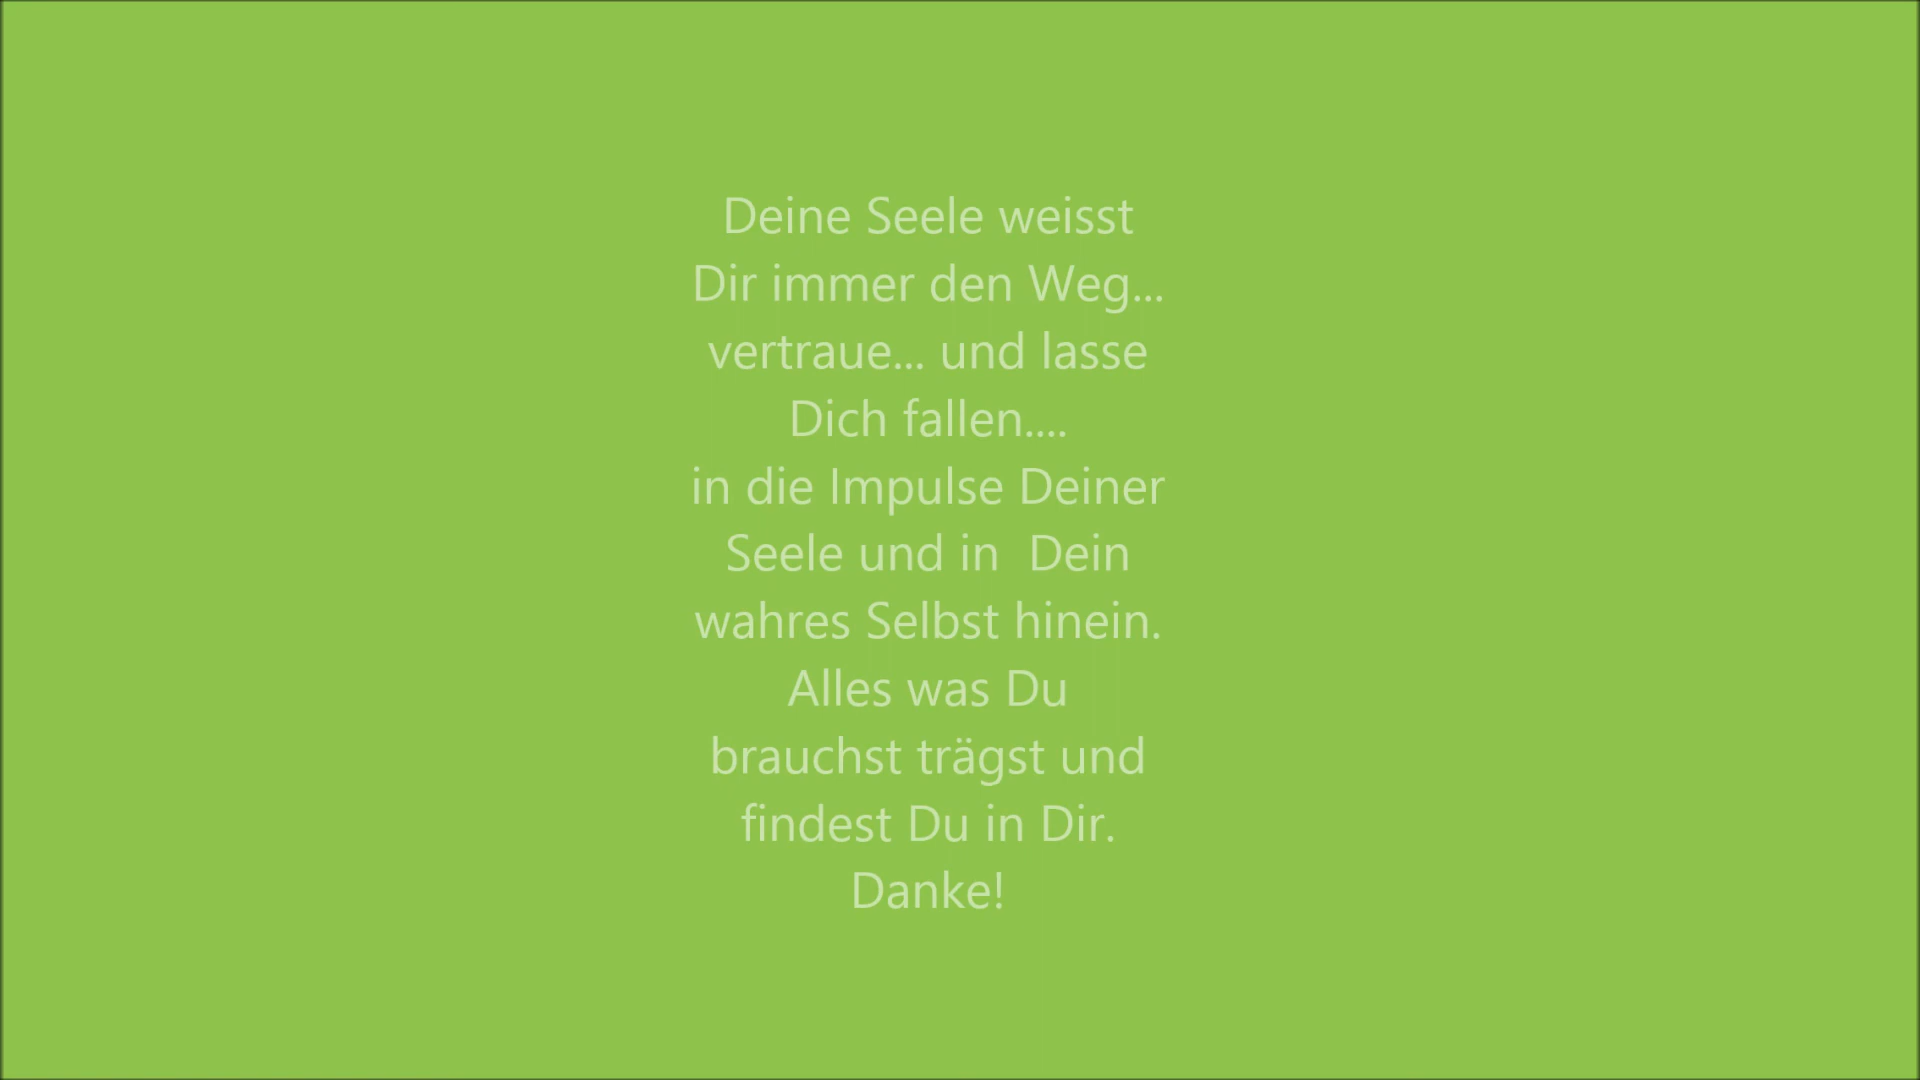 Deine Seele weisst
Dir immer den Weg...
vertraue... und lasse
Dich fallen....
in die Impulse Deiner
Seele und in  Dein
wahres Selbst hinein.
Alles was Du
brauchst trägst und
findest Du in Dir.
Danke!